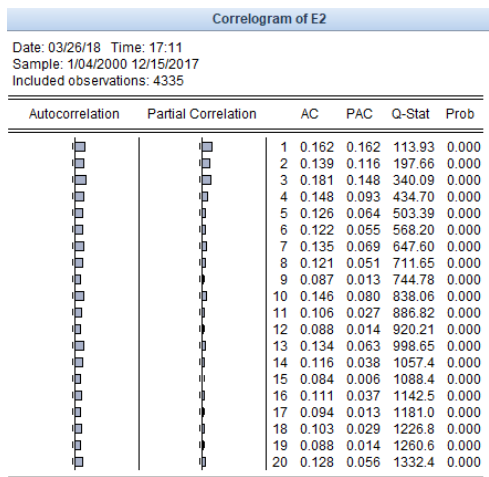 Correlogram of E2
Date: 03/26/18 Time: 17:11
Sample: 1/04/2000 12/15/2017
Included observations: 4335
Autocorrelation Partial Correlation AC PAC Q-Stat Prob
1 0.162 0.162 113.93 0.000
2 0.139 0.116 197.66 0.000
3 0.181 0.148 340.09 0.000
4 0.148 0.093 434.70 0.000
5 0.126 0.064 503.39 0.000
6 0.122 0.055 568.20 0.000
7 0.135 0.069 647.60 0.000
8 0.121 0.051 711.65 0.000
9 0.087 0.013 744.78 0.000
10 0.146 0.080 838.06 0.000
11 0.106 0.027 886.82 0.000
12 0.088 0.014 920.21 0.000
13 0.134 0.063 998.65 0.000
14 0.116 0.038 1057.4 0.000
15 0.084 0.006 1088.4 0.000
16 0.111 0.037 1142.5 0.000
17 0.094 0.013 1181.0 0.000
18 0.103 0.029 1226.8 0.000
19 0.088 0.014 1260.6 0.000
20 0.128 0.056 1332.4 0.000